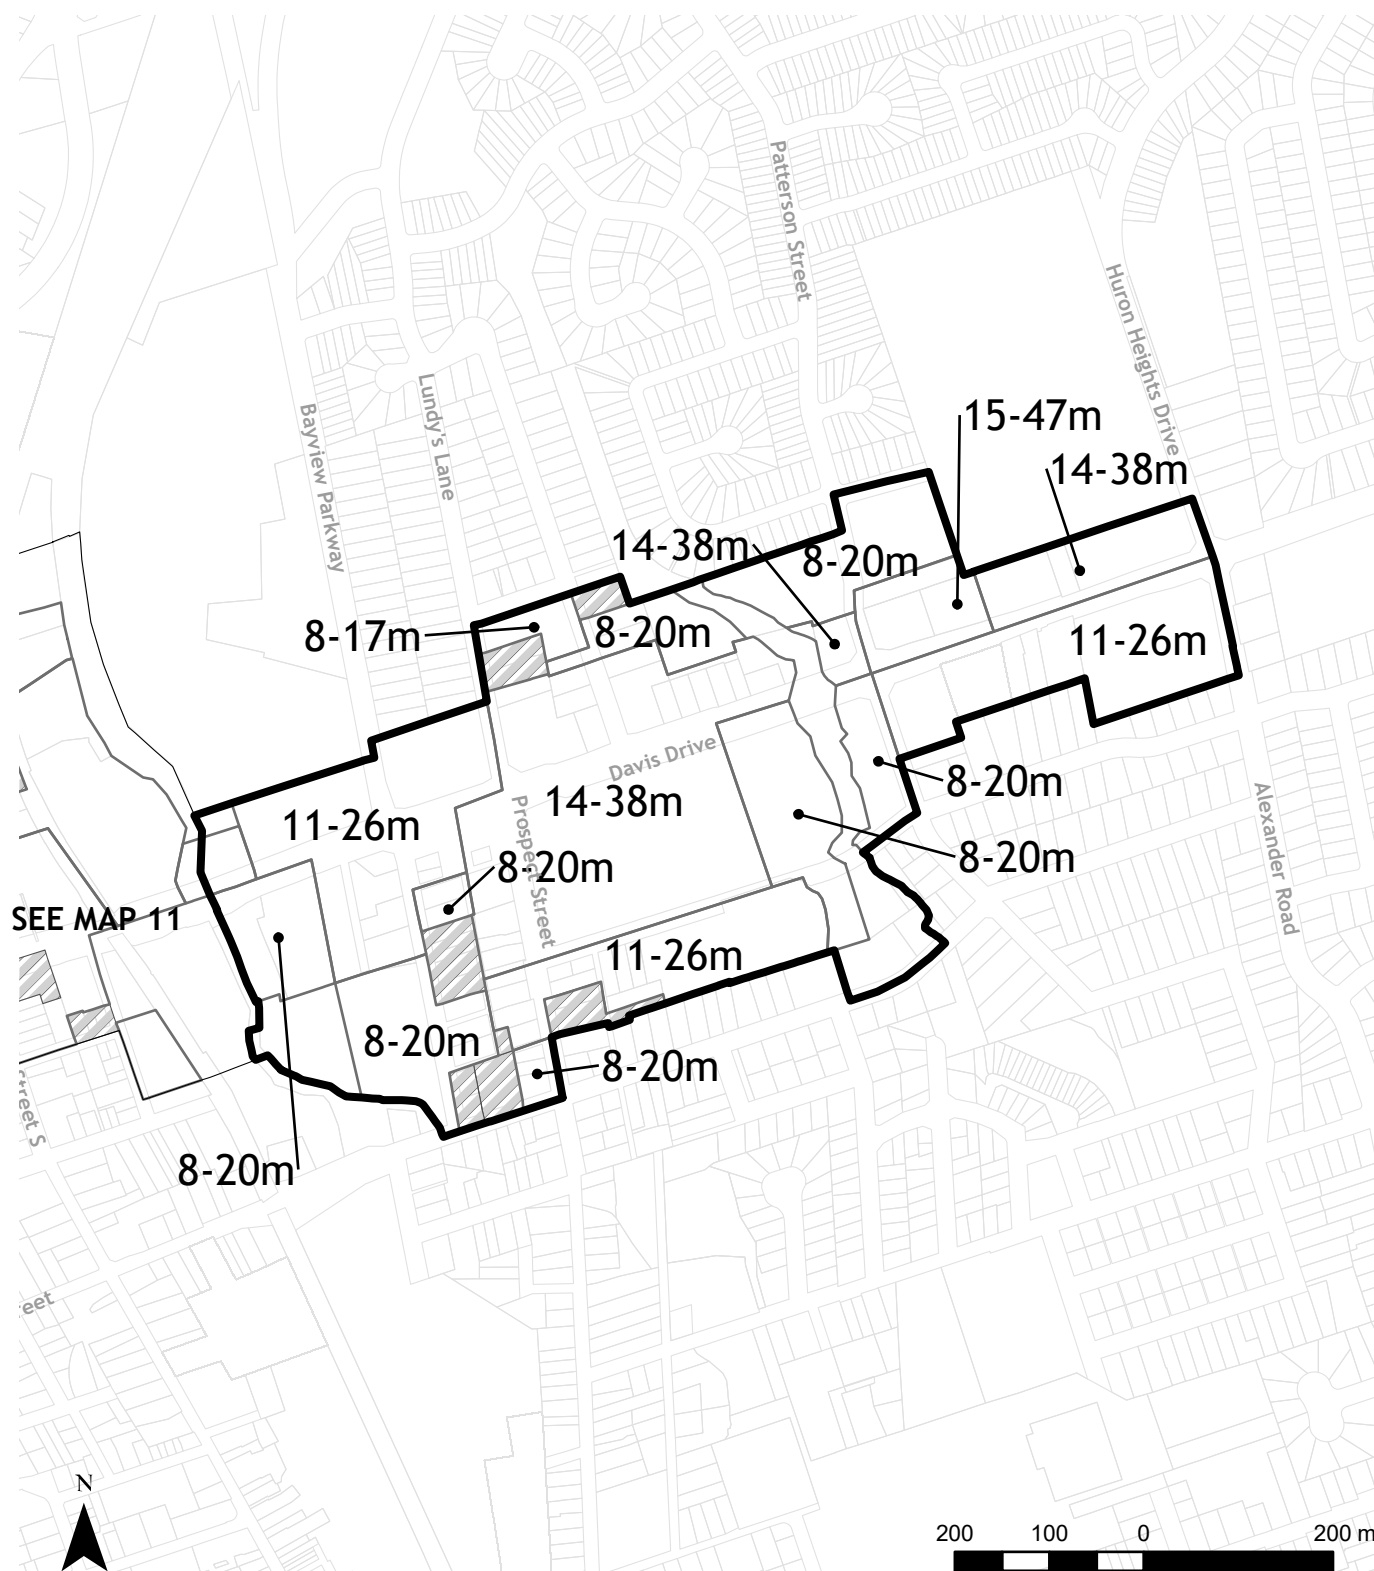 Patterson Street
Huron Heights Drive
Lundy's Lane
Bayview Parkway
15-47m
14-38m
14-38m
8-20m
8-17m
8-20m
11-26m
Davis Drive
8-20m
14-38m
Prospect Street
11-26m
8-20m
8-20m
Alexander Road
SEE MAP 11
11-26m
8-20m
8-20m
Street S
8-20m
reet
N
200 100 0 200 m